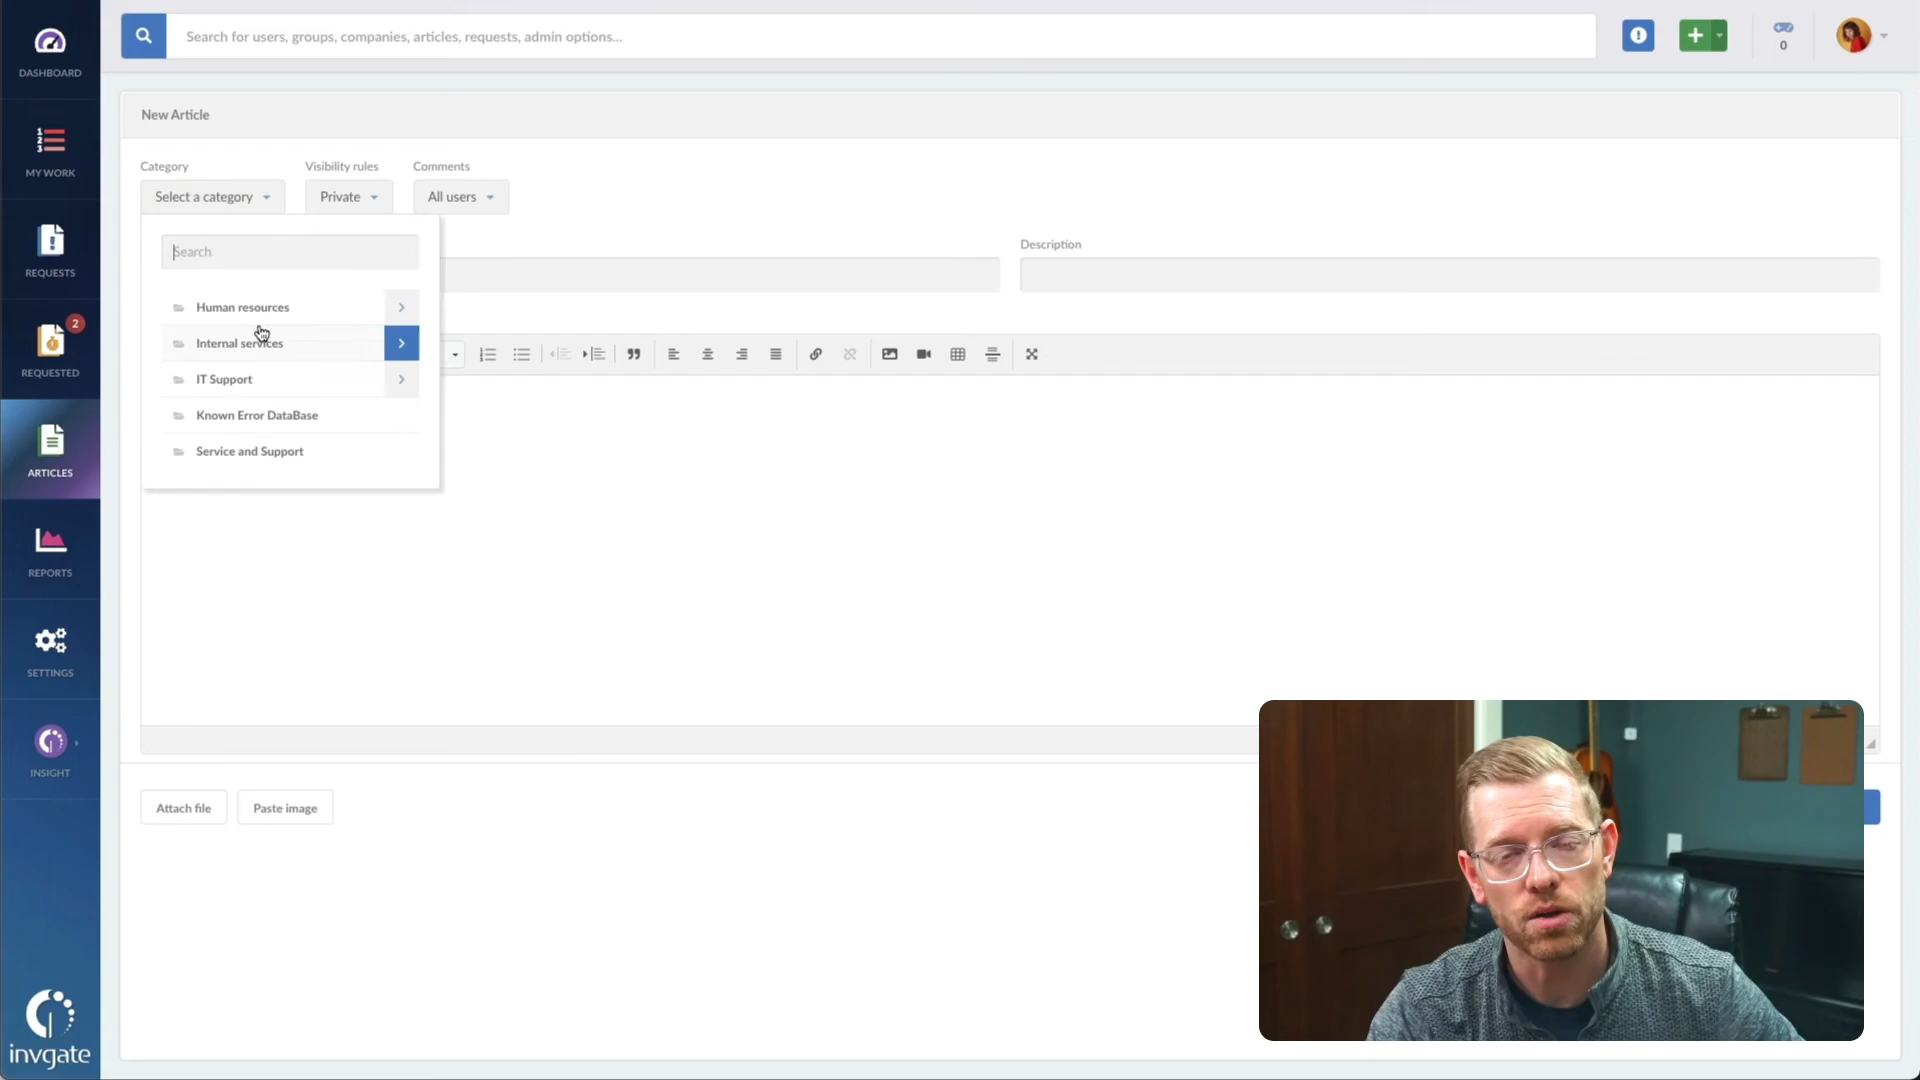 Search for users, groups, companies, articles, requests, admin options...
0
DASHBOARD
MY WORK
REQUESTS
2
REQUESTED
ARTICLES
REPORTS
SETTINGS
INSIGHT
invgate
New Article
Category
Visibility rules
Comments
Select a category
Private
All users
Search
Description
Human resources
Internal services
IT Support
Known Error DataBase
Service and Support
Attach file
Paste image